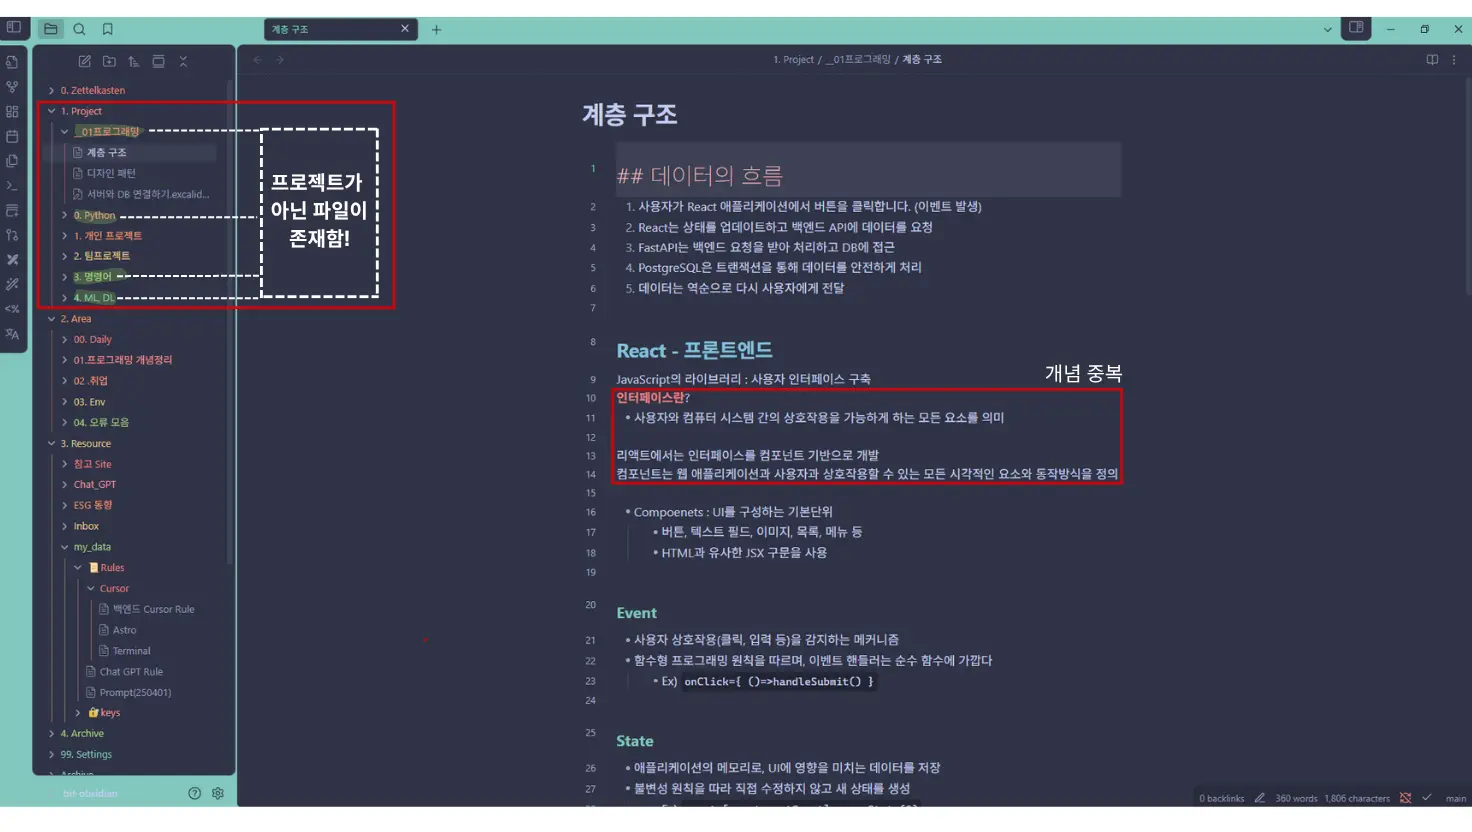 계층 구조
1. Project / __01프로그래밍 / 계층 구조
0. Zettelkasten
1. Project
__01프로그래밍
계층 구조
디자인 패턴
서버와 DB 연결하기.excalid...
0. Python
1. 개인 프로젝트
2. 팀프로젝트
3. 명령어
4. ML, DL
프로젝트가
아닌 파일이
존재함!
2. Area
00. Daily
01.프로그래밍 개념정리
02 .취업
03. Env
04. 오류 모음
3. Resource
참고 Site
Chat_GPT
ESG 동향
Inbox
my_data
Rules
Cursor
백엔드 Cursor Rule
Astro
Terminal
Chat GPT Rule
Prompt(250401)
keys
4. Archive
99. Settings
Archive
bit-obsidian
계층 구조
1 ## 데이터의 흐름
2 1. 사용자가 React 애플리케이션에서 버튼을 클릭합니다. (이벤트 발생)
3 2. React는 상태를 업데이트하고 백엔드 API에 데이터를 요청
4 3. FastAPI는 백엔드 요청을 받아 처리하고 DB에 접근
5 4. PostgreSQL은 트랜잭션을 통해 데이터를 안전하게 처리
6 5. 데이터는 역순으로 다시 사용자에게 전달
7
8 React - 프론트엔드
개념 중복
9 JavaScript의 라이브러리 : 사용자 인터페이스 구축
10 인터페이스란?
11 • 사용자와 컴퓨터 시스템 간의 상호작용을 가능하게 하는 모든 요소를 의미
12
13 리액트에서는 인터페이스를 컴포넌트 기반으로 개발
14 컴포넌트는 웹 애플리케이션과 사용자과 상호작용할 수 있는 모든 시각적인 요소와 동작방식을 정의
15
16 • Compoenets : UI를 구성하는 기본단위
17 • 버튼, 텍스트 필드, 이미지, 목록, 메뉴 등
18 • HTML과 유사한 JSX 구문을 사용
19
20 Event
21 • 사용자 상호작용(클릭, 입력 등)을 감지하는 메커니즘
22 • 함수형 프로그래밍 원칙을 따르며, 이벤트 핸들러는 순수 함수에 가깝다
23 • Ex) onClick={ ()=>handleSubmit() }
24
25 State
26 • 애플리케이션의 메모리로, UI에 영향을 미치는 데이터를 저장
27 • 불변성 원칙을 따라 직접 수정하지 않고 새 상태를 생성
0 backlinks 360 words 1,806 characters main